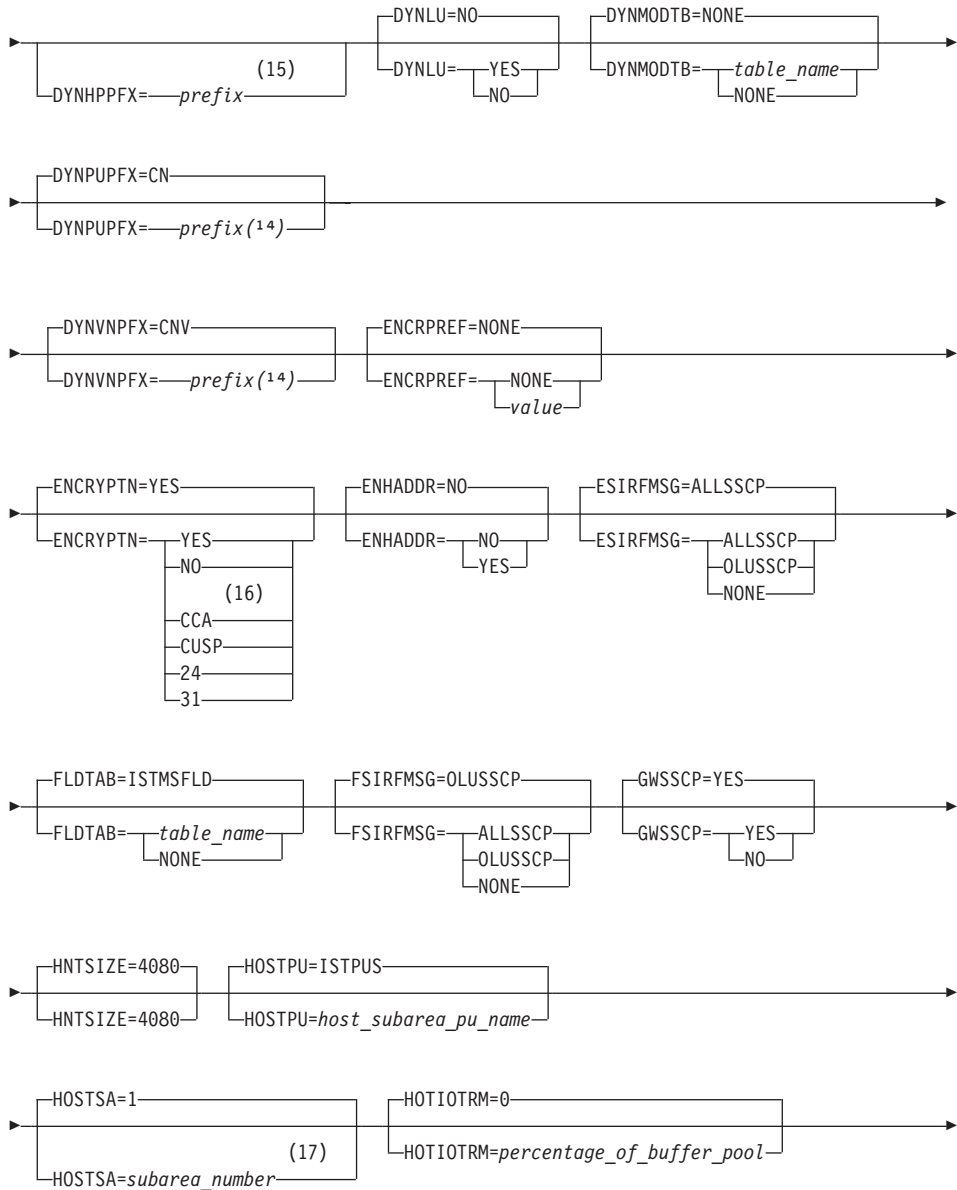 DYNLU=NO DYNMODTB=NONE
(15) DYNLU= YES DYNMODTB= table_name
DYNHPPFX= prefix NO NONE
DYNPUPFX=CN
DYNPUPFX= prefix(14)
DYNVNPFX=CNV ENCRPREF=NONE
DYNVNPFX= prefix(14) ENCRPREF= NONE
value
ENCRYPTN=YES ENHADDR=NO ESIRFMSG=ALLSSCP
ENCRYPTN= YES ENHADDR= NO ESIRFMSG= ALLSSCP
NO YES OLUSSCP
(16) NONE
CCA
CUSP
24
31
FLDTAB=ISTMSFLD FSIRFMSG=OLUSSCP GWSSCP=YES
FLDTAB= table_name FSIRFMSG= ALLSSCP GWSSCP= YES
NONE OLUSSCP NO
NONE
HNTSIZE=4080 HOSTPU=ISTPUS
HNTSIZE=4080 HOSTPU=host_subarea_pu_name
HOSTSA=1 HOTIOTRM=0
(17) HOTIOTRM=percentage_of_buffer_pool
HOSTSA=subarea_number